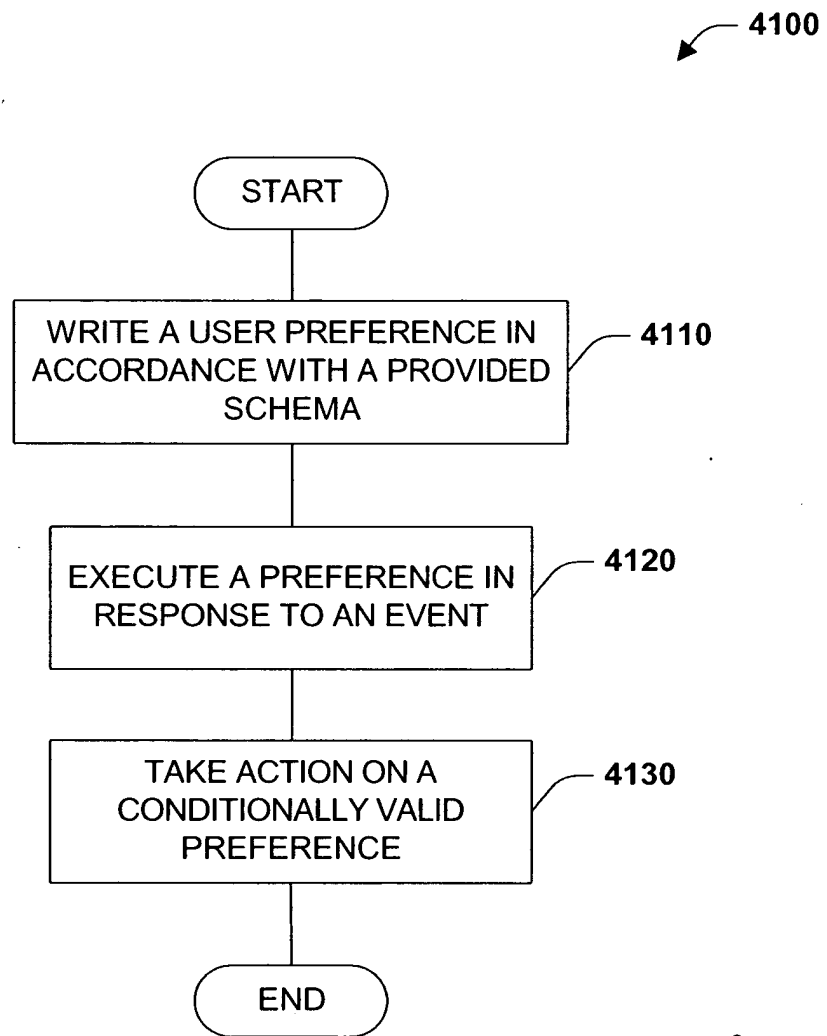 4100
START
WRITE A USER PREFERENCE IN
ACCORDANCE WITH A PROVIDED
SCHEMA
4110
EXECUTE A PREFERENCE IN
RESPONSE TO AN EVENT
4120
TAKE ACTION ON A
CONDITIONALLY VALID
PREFERENCE
4130
END